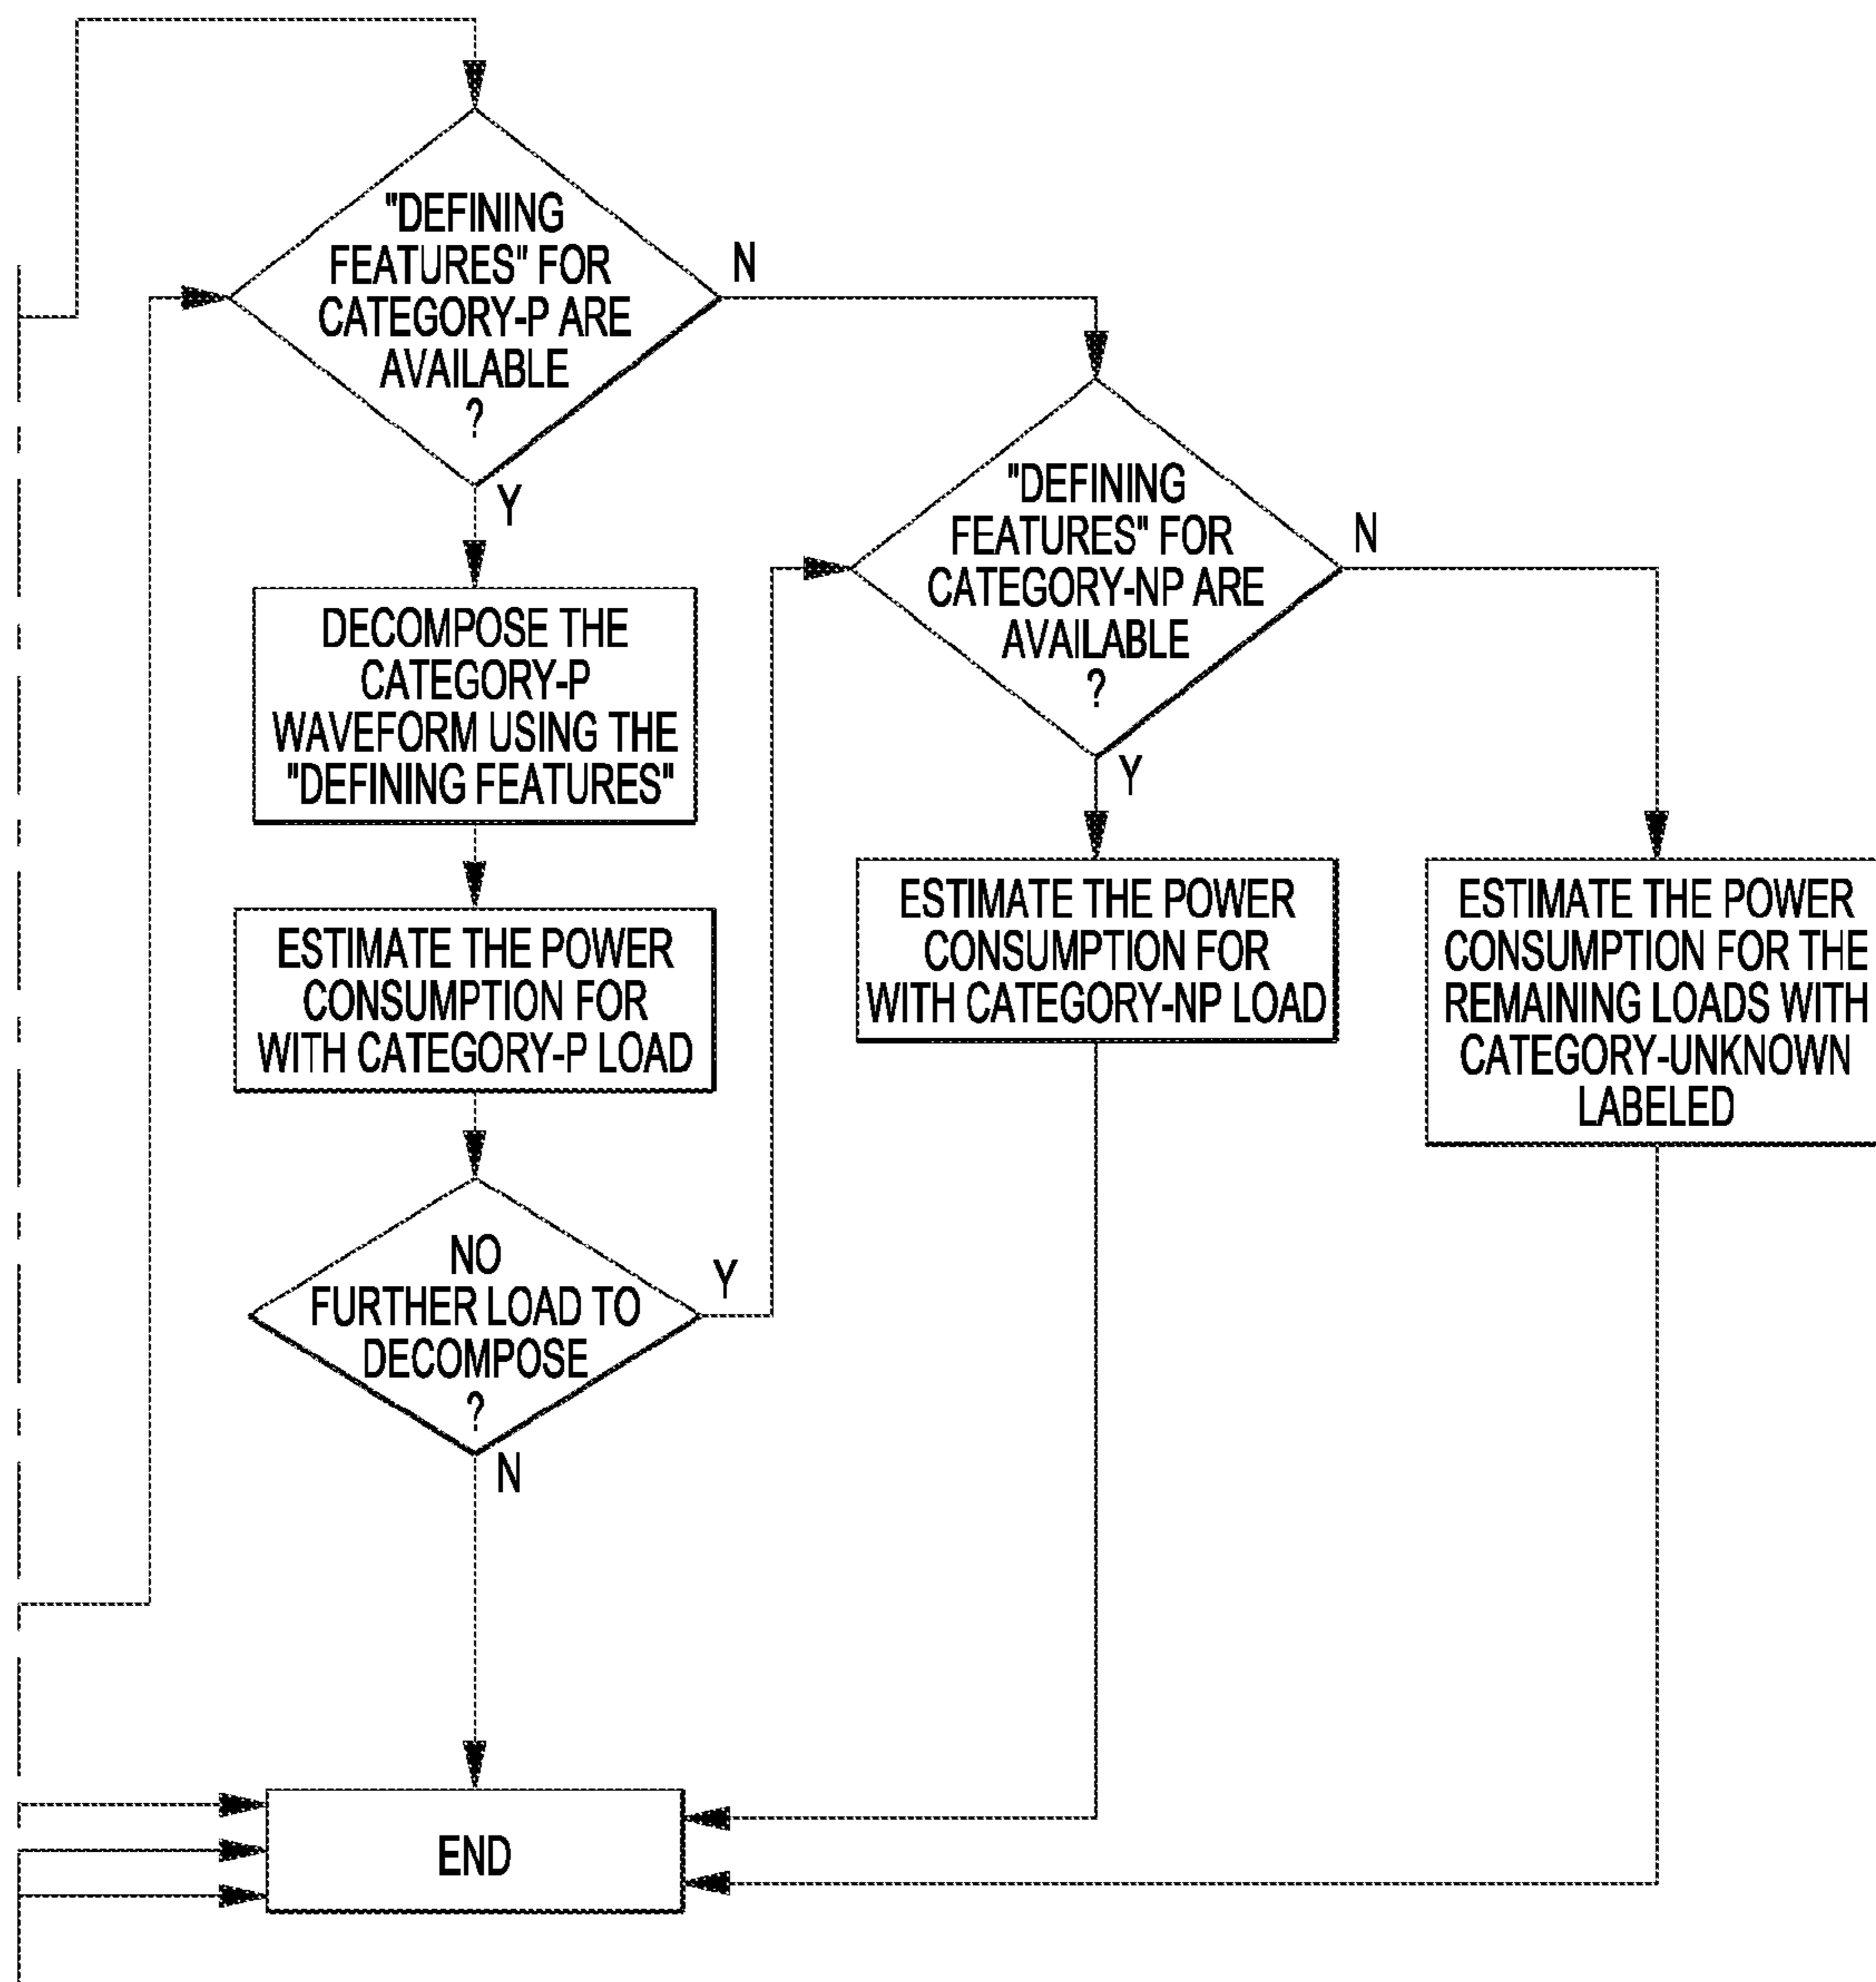 "DEFINING
FEATURES" FOR
CATEGORY-P ARE
AVAILABLE
?
N
Y
DECOMPOSE THE
CATEGORY-P
WAVEFORM USING THE
"DEFINING FEATURES"
ESTIMATE THE POWER
CONSUMPTION FOR
WITH CATEGORY-P LOAD
NO
FURTHER LOAD TO
DECOMPOSE
?
Y
N
"DEFINING
FEATURES" FOR
CATEGORY-NP ARE
AVAILABLE
?
N
Y
ESTIMATE THE POWER
CONSUMPTION FOR
WITH CATEGORY-NP LOAD
ESTIMATE THE POWER
CONSUMPTION FOR THE
REMAINING LOADS WITH
CATEGORY-UNKNOWN
LABELED
END